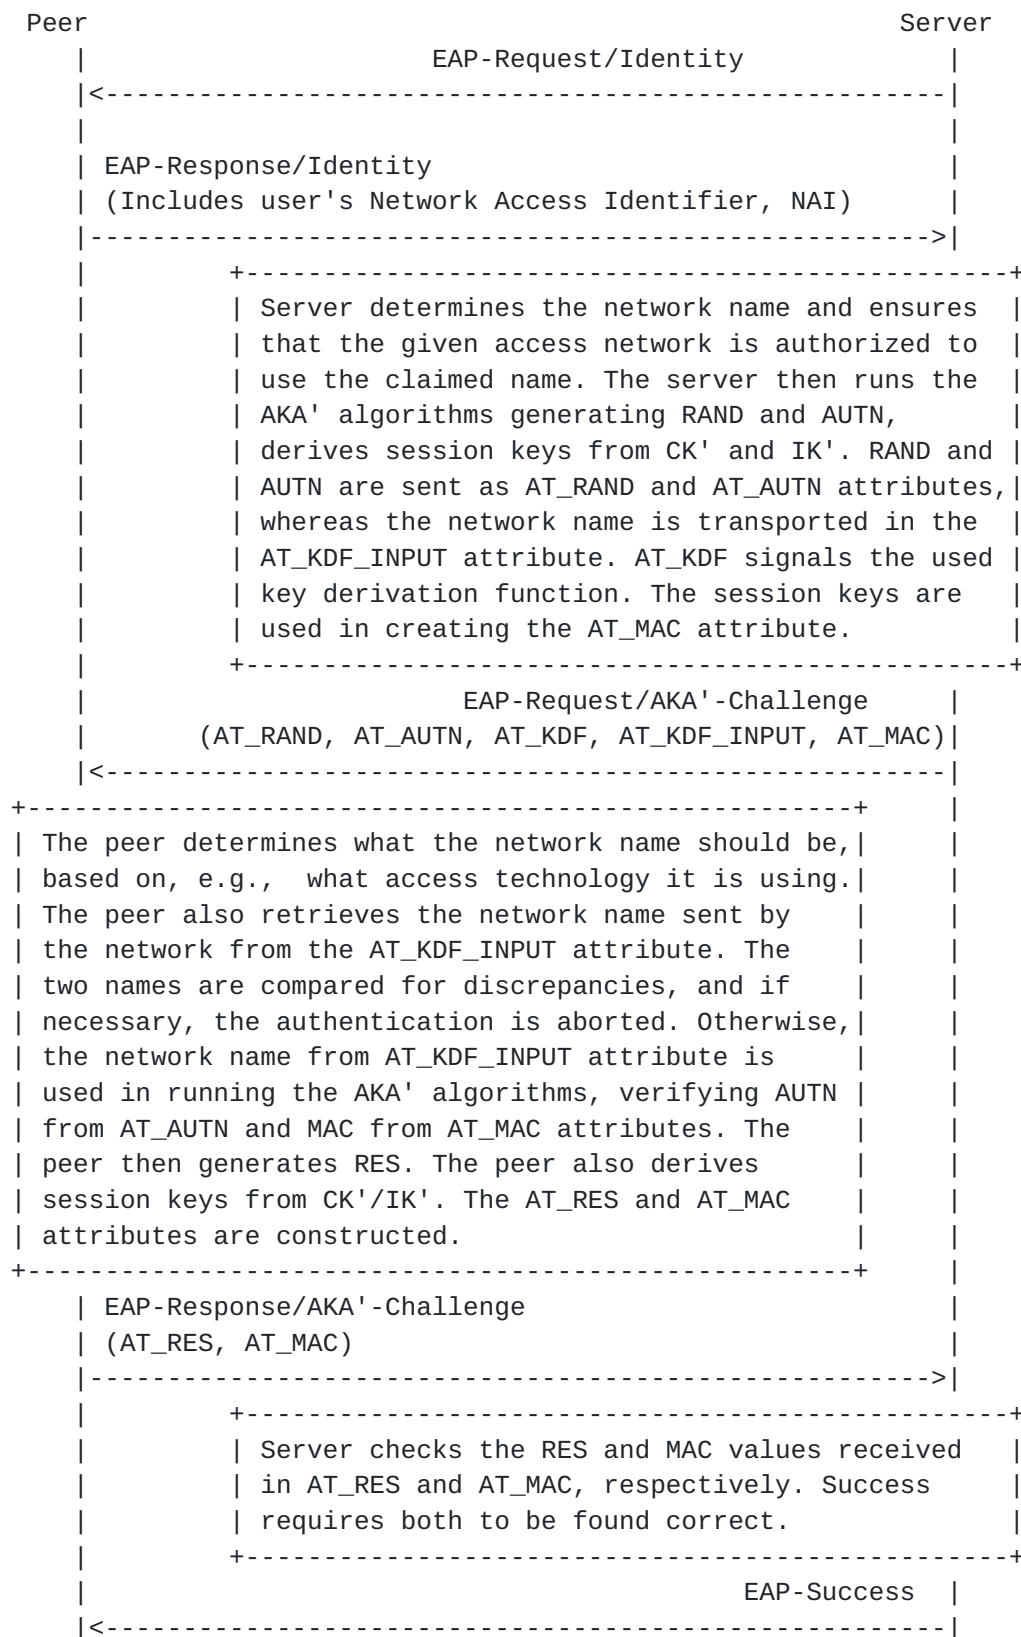 Peer Server
EAP-Request/Identity
EAP-Response/Identity
(Includes user's Network Access Identifier, NAI)
Server determines the network name and ensures
that the given access network is authorized to
use the claimed name. The server then runs the
AKA' algorithms generating RAND and AUTN,
derives session keys from CK' and IK'. RAND and
AUTN are sent as AT_RAND and AT_AUTN attributes,
whereas the network name is transported in the
AT_KDF_INPUT attribute. AT_KDF signals the used
key derivation function. The session keys are
used in creating the AT_MAC attribute.
EAP-Request/AKA'-Challenge
(AT_RAND, AT_AUTN, AT_KDF, AT_KDF_INPUT, AT_MAC)
The peer determines what the network name should be,
based on, e.g.,  what access technology it is using.
The peer also retrieves the network name sent by
the network from the AT_KDF_INPUT attribute. The
two names are compared for discrepancies, and if
necessary, the authentication is aborted. Otherwise,
the network name from AT_KDF_INPUT attribute is
used in running the AKA' algorithms, verifying AUTN
from AT_AUTN and MAC from AT_MAC attributes. The
peer then generates RES. The peer also derives
session keys from CK'/IK'. The AT_RES and AT_MAC
attributes are constructed.
EAP-Response/AKA'-Challenge
(AT_RES, AT_MAC)
Server checks the RES and MAC values received
in AT_RES and AT_MAC, respectively. Success
requires both to be found correct.
EAP-Success